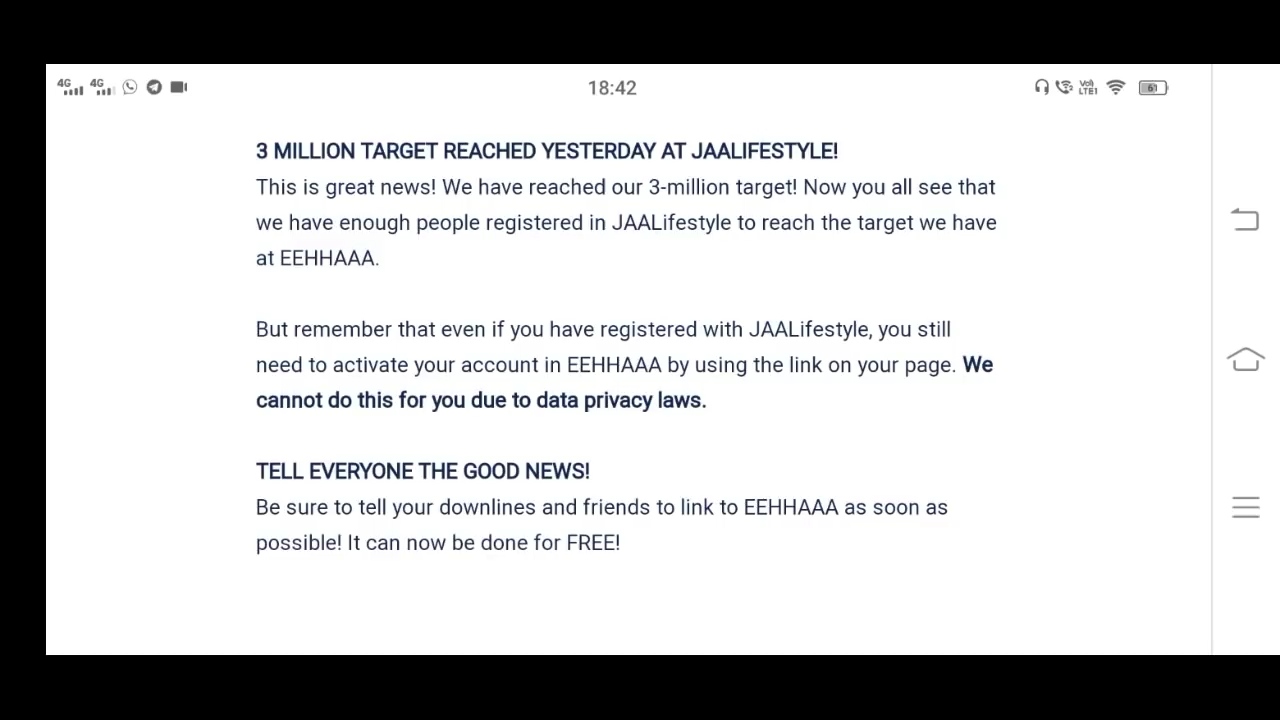 4G 4G 18:42 VoI) LTE1 61
3 MILLION TARGET REACHED YESTERDAY AT JAALIFESTYLE!
This is great news! We have reached our 3-million target! Now you all see that
we have enough people registered in JAALifestyle to reach the target we have
at EEHHAAA.
But remember that even if you have registered with JAALifestyle, you still
need to activate your account in EEHHAAA by using the link on your page. We
cannot do this for you due to data privacy laws.
TELL EVERYONE THE GOOD NEWS!
Be sure to tell your downlines and friends to link to EEHHAAA as soon as
possible! It can now be done for FREE!